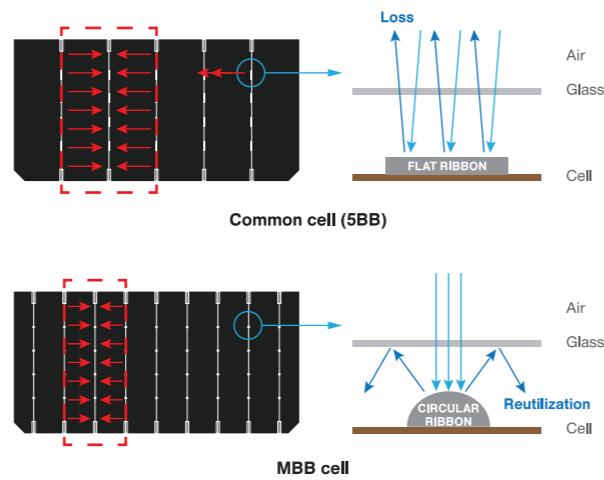 Loss
Air
Glass
FLAT RIBBON
Cell
Common cell (5BB)
Air
Glass
CIRCULAR
RIBBON
Reutilization
Cell
MBB cell